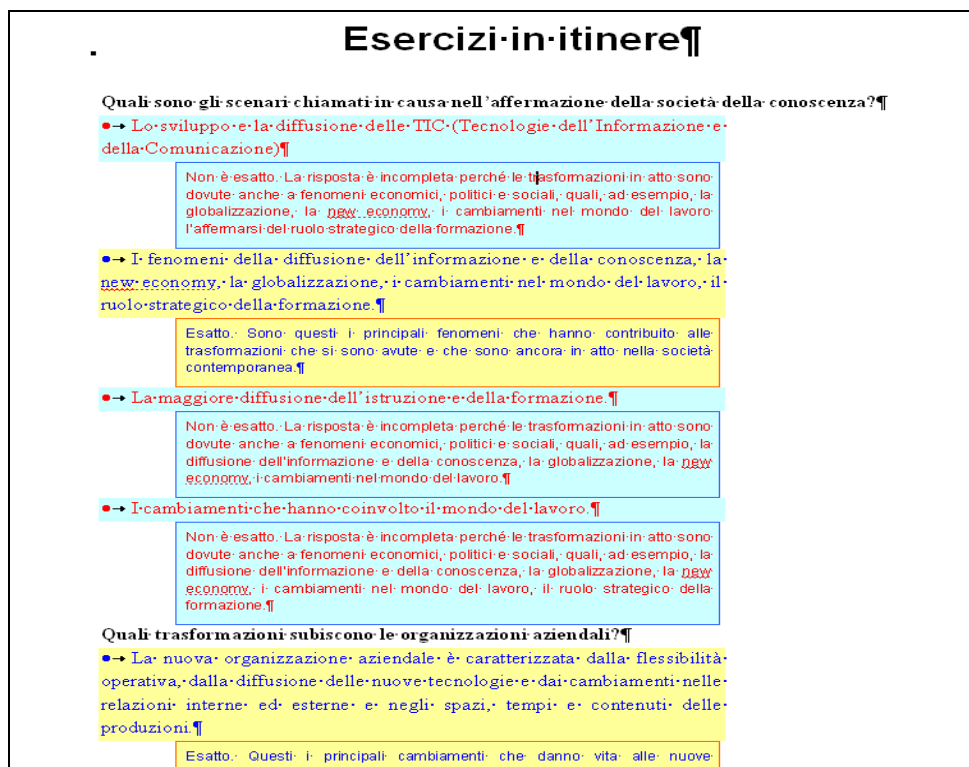 Esercizi in itinere¶
Quali sono gli scenari chiamati in causa nell'affermazione della società della conoscenza?¶
●→ Lo sviluppo e la diffusione delle TIC (Tecnologie dell'Informazione e
della Comunicazione)¶
Non è esatto. La risposta è incompleta perché le trasformazioni in atto sono
dovute anche a fenomeni economici, politici e sociali, quali, ad esempio, la
globalizzazione, la new economy, i cambiamenti nel mondo del lavoro
l'affermarsi del ruolo strategico della formazione.¶
●→ I fenomeni della diffusione dell'informazione e della conoscenza, la
new economy, la globalizzazione, i cambiamenti nel mondo del lavoro, il
ruolo strategico della formazione.¶
Esatto. Sono questi i principali fenomeni che hanno contribuito alle
trasformazioni che si sono avute e che sono ancora in atto nella società
contemporanea.¶
●→ La maggiore diffusione dell'istruzione e della formazione.¶
Non è esatto. La risposta è incompleta perché le trasformazioni in atto sono
dovute anche a fenomeni economici, politici e sociali, quali, ad esempio, la
diffusione dell'informazione e della conoscenza, la globalizzazione, la new
economy, i cambiamenti nel mondo del lavoro.¶
●→ I cambiamenti che hanno coinvolto il mondo del lavoro.¶
Non è esatto. La risposta è incompleta perché le trasformazioni in atto sono
dovute anche a fenomeni economici, politici e sociali, quali, ad esempio, la
diffusione dell'informazione e della conoscenza, la globalizzazione, la new
economy, i cambiamenti nel mondo del lavoro, il ruolo strategico della
formazione.¶
Quali trasformazioni subiscono le organizzazioni aziendali?¶
●→ La nuova organizzazione aziendale è caratterizzata dalla flessibilità
operativa, dalla diffusione delle nuove tecnologie e dai cambiamenti nelle
relazioni interne ed esterne e negli spazi, tempi e contenuti delle
produzioni.¶
Esatto. Questi i principali cambiamenti che danno vita alle nuove